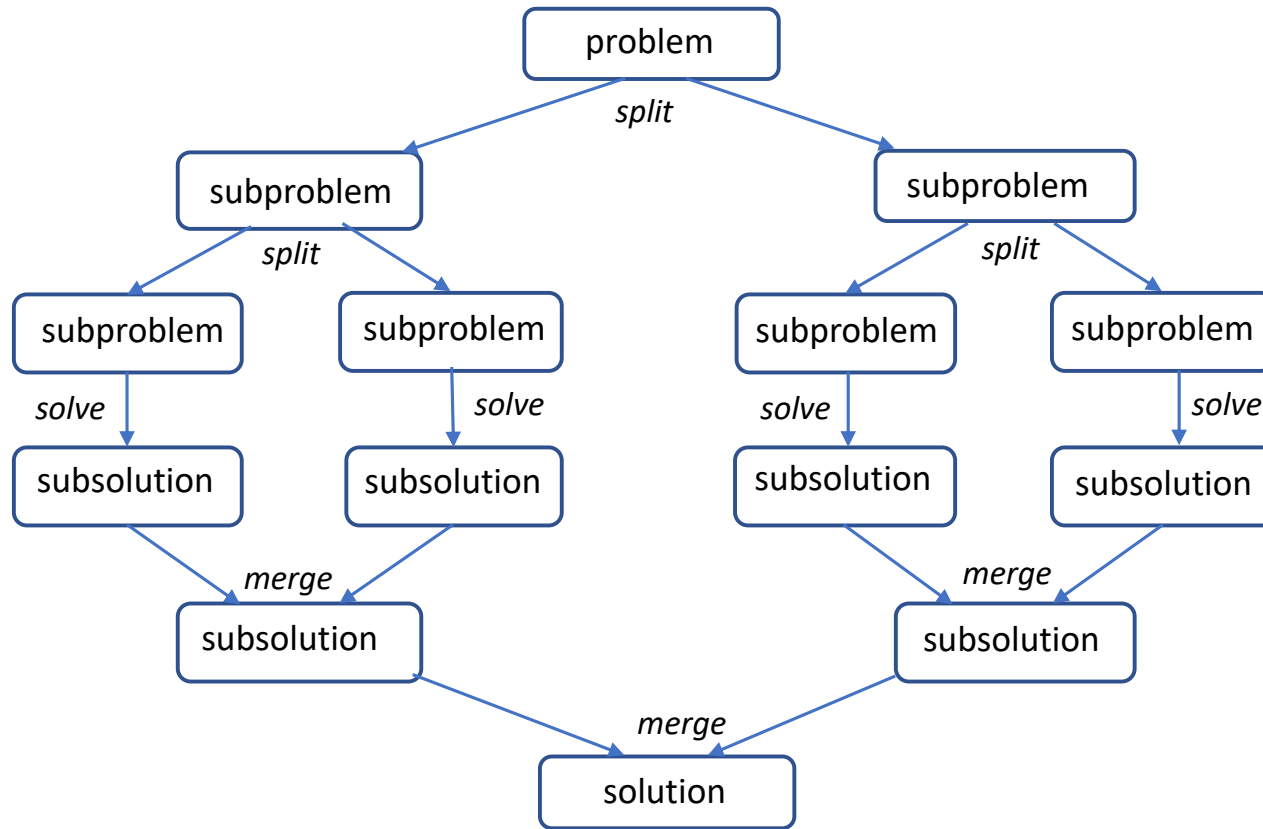 problem
split
subproblem
subproblem
split
split
subproblem
subproblem
subproblem
subproblem
solve
solve
solve
solve
subsolution
subsolution
subsolution
subsolution
merge
merge
subsolution
subsolution
merge
solution